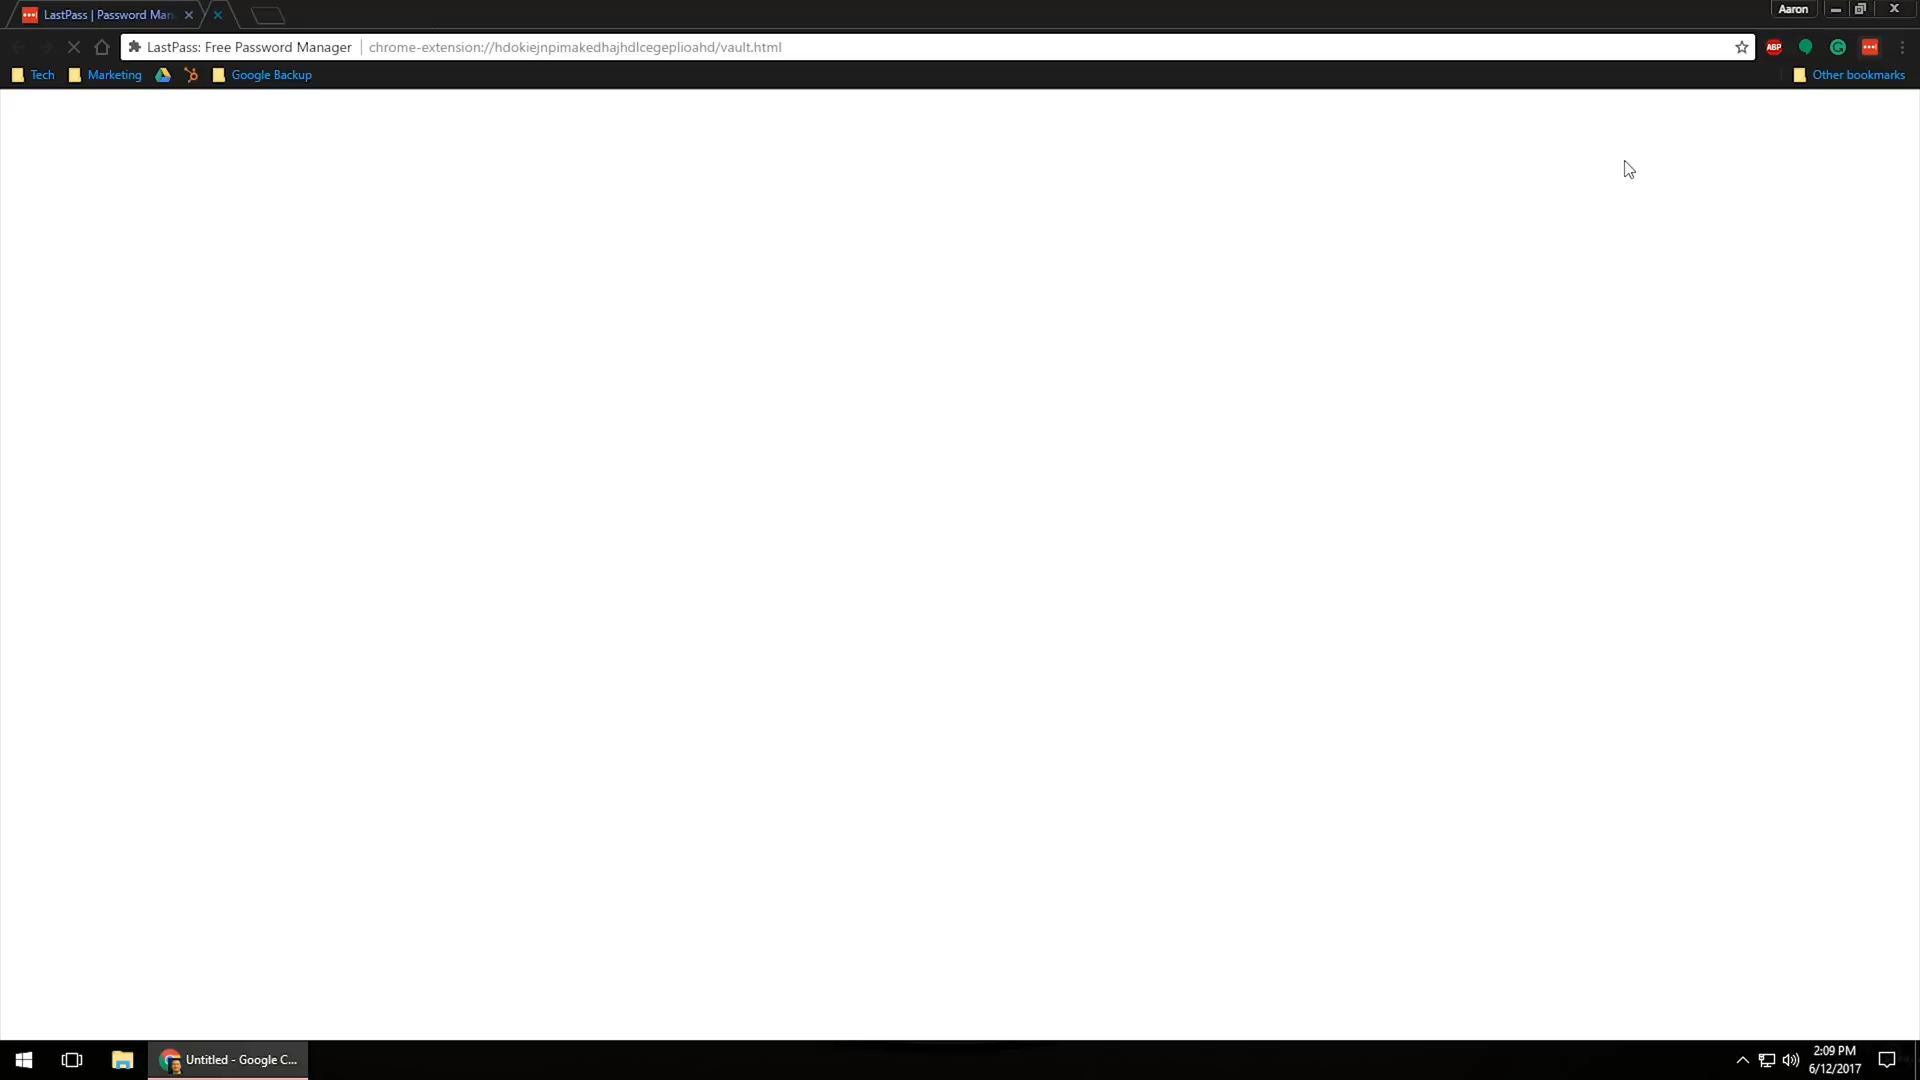 LastPass | Password Man
Aaron
LastPass: Free Password Manager chrome-extension://hdokiejnpimakedhajhdlcegeplioahd/vault.html
ABP
Tech Marketing Google Backup Other bookmarks
Untitled - Google C...
2:09 PM
6/12/2017